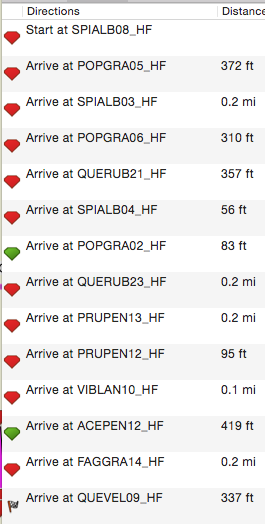 Directions Distance
Start at SPIALB08_HF
Arrive at POPGRA05_HF 372 ft
Arrive at SPIALB03_HF 0.2 mi
Arrive at POPGRA06_HF 310 ft
Arrive at QUERUB21_HF 357 ft
Arrive at SPIALB04_HF 56 ft
Arrive at POPGRA02_HF 83 ft
Arrive at QUERUB23_HF 0.2 mi
Arrive at PRUPEN13_HF 0.2 mi
Arrive at PRUPEN12_HF 95 ft
Arrive at VIBLAN10_HF 0.1 mi
Arrive at ACEPEN12_HF 419 ft
Arrive at FAGGRA14_HF 0.2 mi
Arrive at QUEVEL09_HF 337 ft